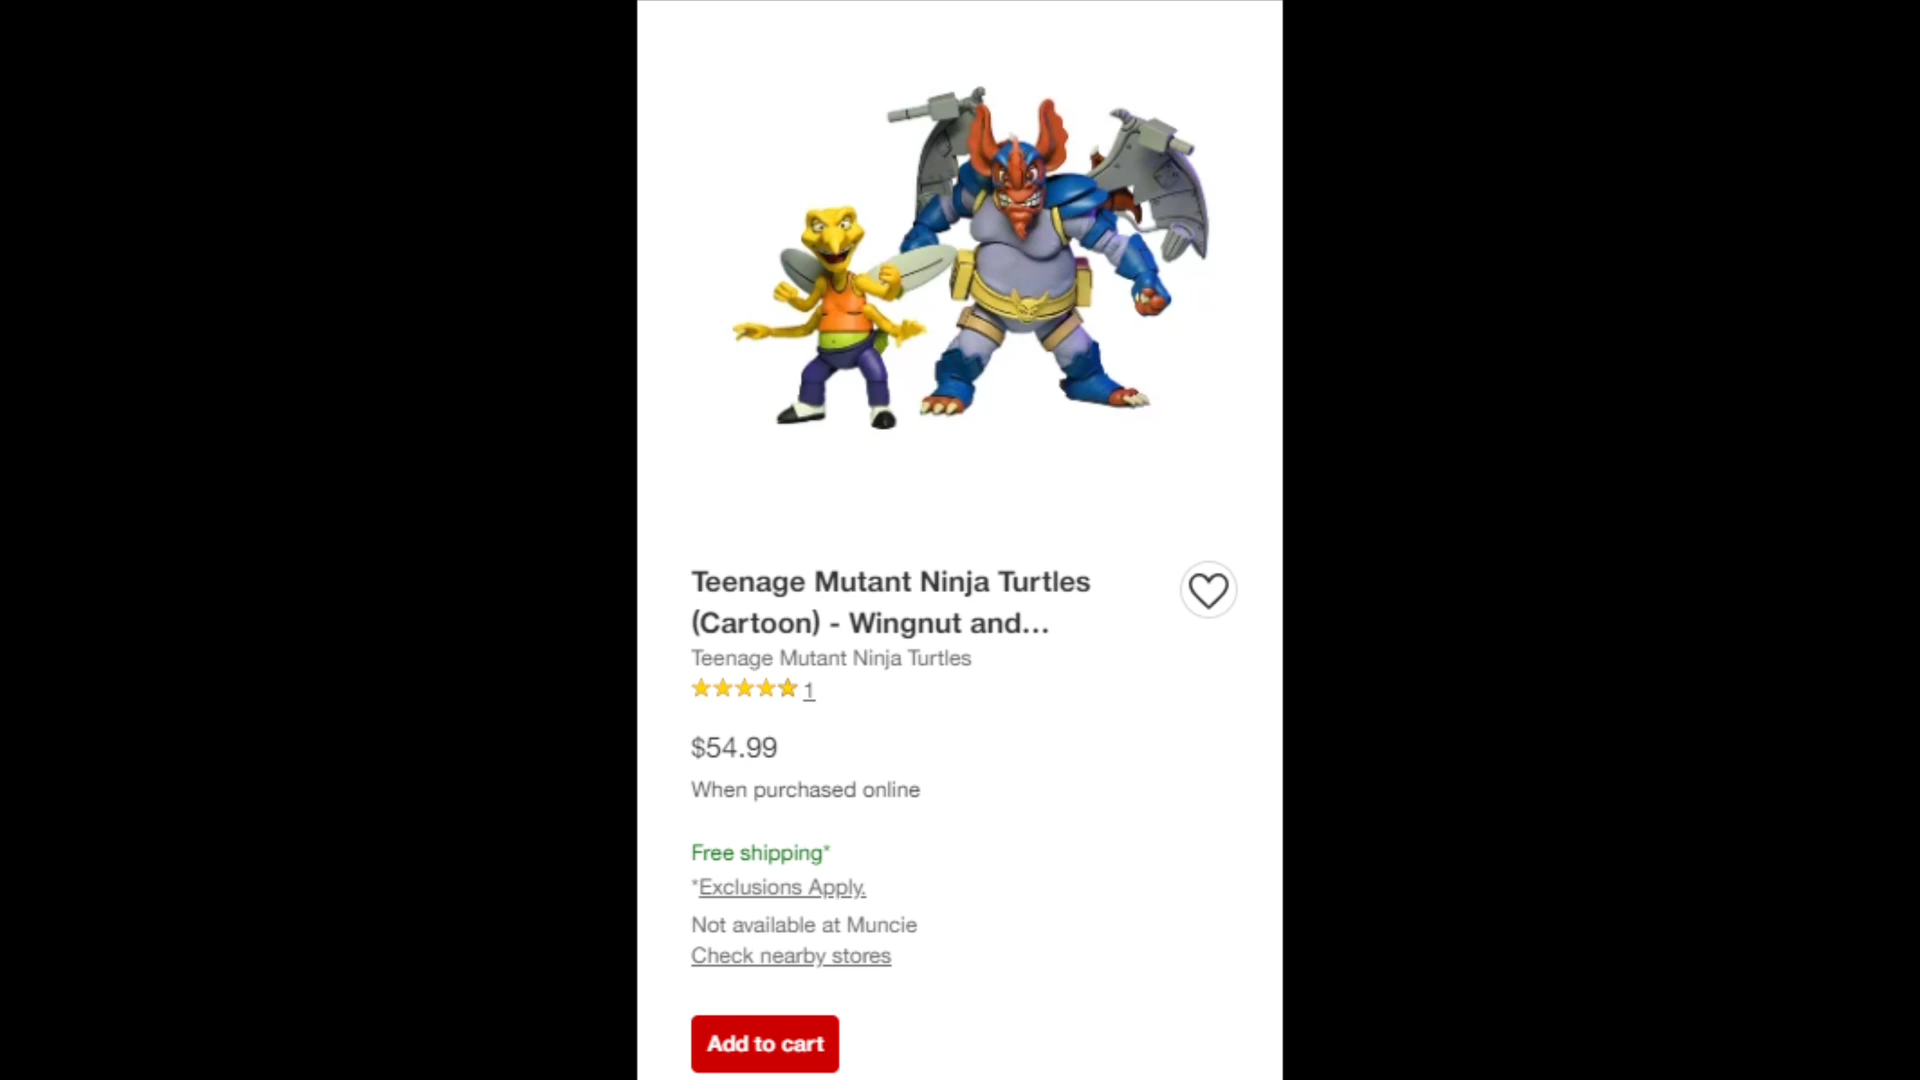 Teenage Mutant Ninja Turtles
(Cartoon) - Wingnut and...
Teenage Mutant Ninja Turtles
1
$54.99
When purchased online
Free shipping*
*Exclusions Apply.
Not available at Muncie
Check nearby stores
Add to cart